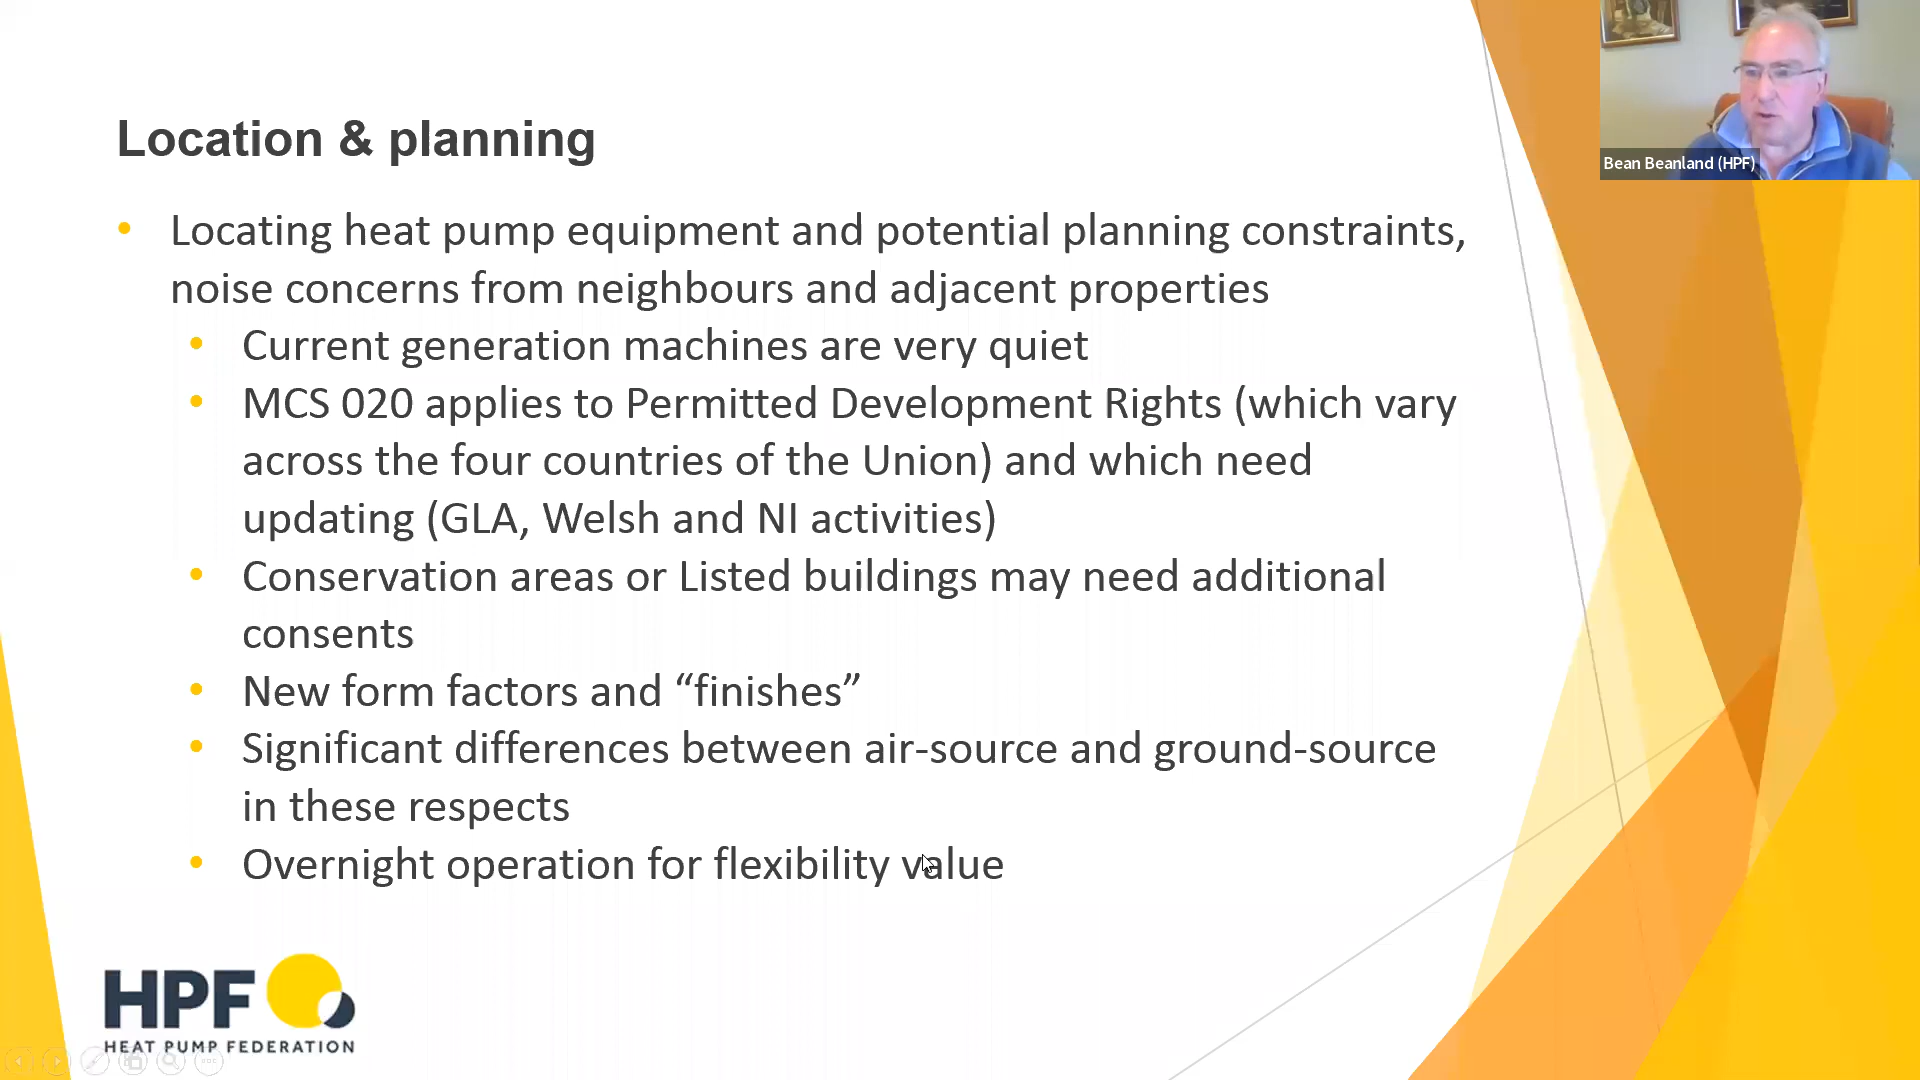 Location & planning
• Locating heat pump equipment and potential planning constraints,
noise concerns from neighbours and adjacent properties
• Current generation machines are very quiet
• MCS 020 applies to Permitted Development Rights (which vary
across the four countries of the Union) and which need
updating (GLA, Welsh and NI activities)
• Conservation areas or Listed buildings may need additional
consents
• New form factors and “finishes”
• Significant differences between air-source and ground-source
in these respects
• Overnight operation for flexibility value
Bean Beanland (HPF)
HPF
HEAT PUMP FEDERATION